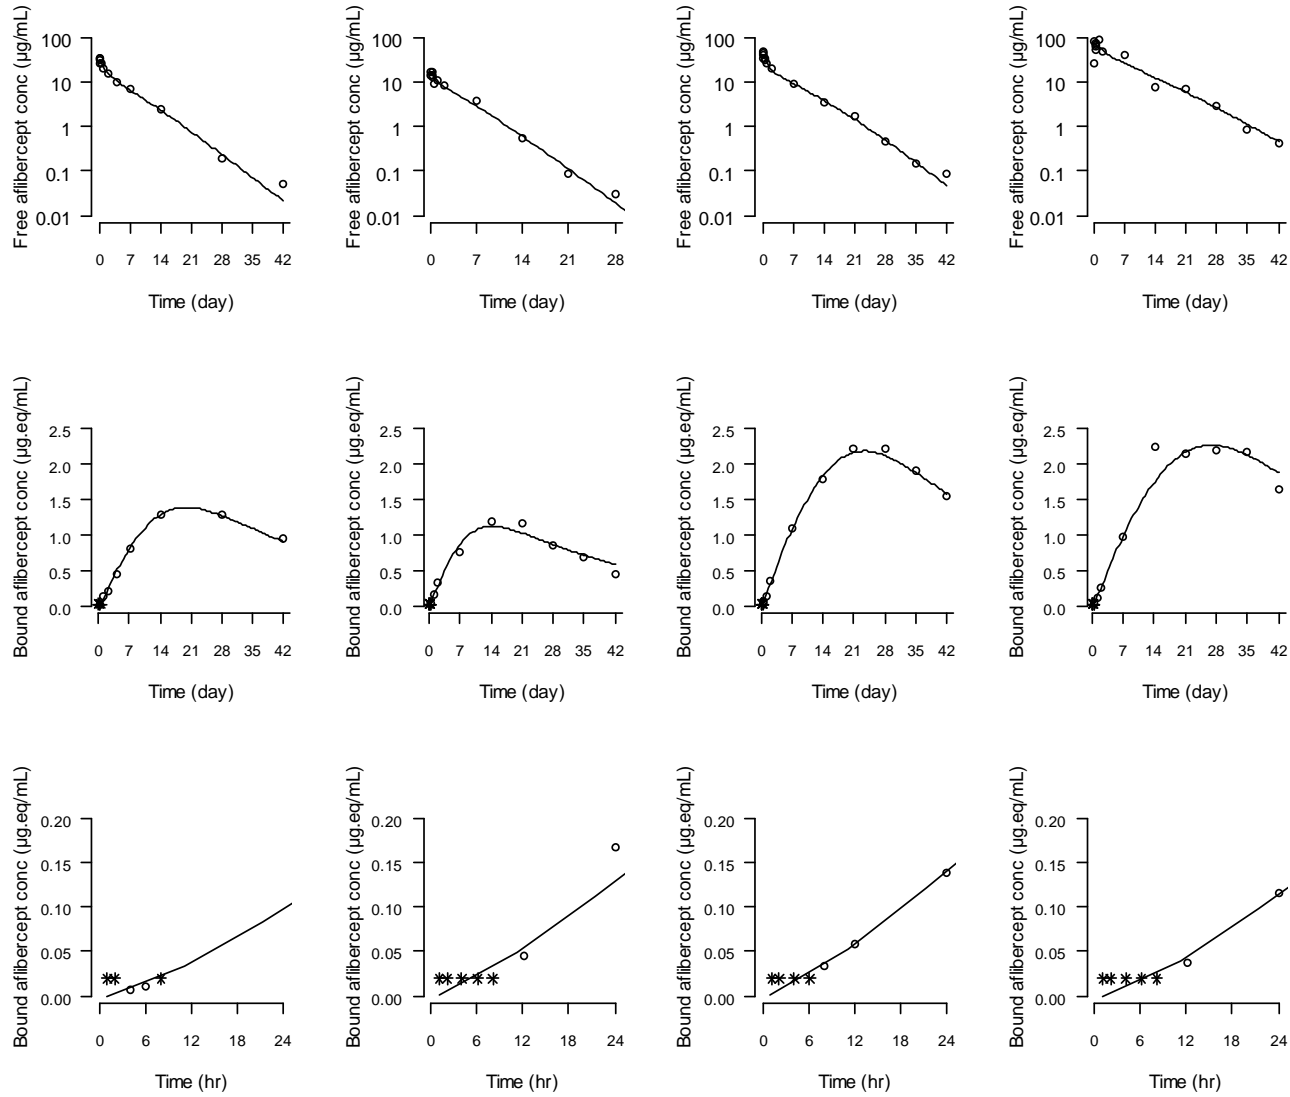 Free aflibercept conc (µg/mL)
100
10
1
0.1
0.01
0 7 14 21 28 35 42
Time (day)
Free aflibercept conc (µg/mL)
100
10
1
0.1
0.01
0 7 14 21 28
Time (day)
Free aflibercept conc (µg/mL)
100
10
1
0.1
0.01
0 7 14 21 28 35 42
Time (day)
Free aflibercept conc (µg/mL)
100
10
1
0.1
0.01
0 7 14 21 28 35 42
Time (day)
Bound aflibercept conc (µg.eq/mL)
2.5
2.0
1.5
1.0
0.5
0.0
0 7 14 21 28 35 42
Time (day)
Bound aflibercept conc (µg.eq/mL)
2.5
2.0
1.5
1.0
0.5
0.0
0 7 14 21 28 35 42
Time (day)
Bound aflibercept conc (µg.eq/mL)
2.5
2.0
1.5
1.0
0.5
0.0
0 7 14 21 28 35 42
Time (day)
Bound aflibercept conc (µg.eq/mL)
2.5
2.0
1.5
1.0
0.5
0.0
0 7 14 21 28 35 42
Time (day)
Bound aflibercept conc (µg.eq/mL)
0.20
0.15
0.10
0.05
0.00
0 6 12 18 24
Time (hr)
Bound aflibercept conc (µg.eq/mL)
0.20
0.15
0.10
0.05
0.00
0 6 12 18 24
Time (hr)
Bound aflibercept conc (µg.eq/mL)
0.20
0.15
0.10
0.05
0.00
0 6 12 18 24
Time (hr)
Bound aflibercept conc (µg.eq/mL)
0.20
0.15
0.10
0.05
0.00
0 6 12 18 24
Time (hr)